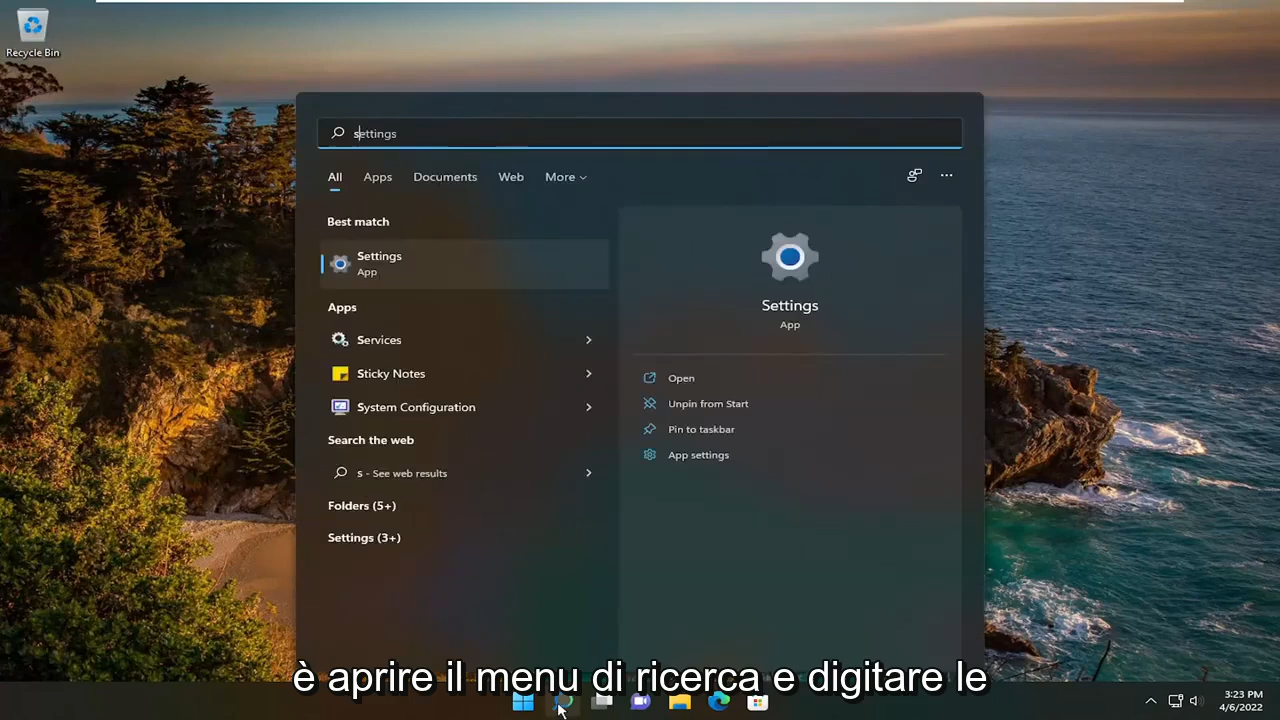 Recycle Bin
settings
All Apps Documents Web More
Best match
Settings
App
Apps
Services
Sticky Notes
System Configuration
Search the web
s - See web results
Folders (5+)
Settings (3+)
Settings
App
Open
Unpin from Start
Pin to taskbar
App settings
è aprire il menu di ricerca e digitare le
3:23 PM
4/6/2022